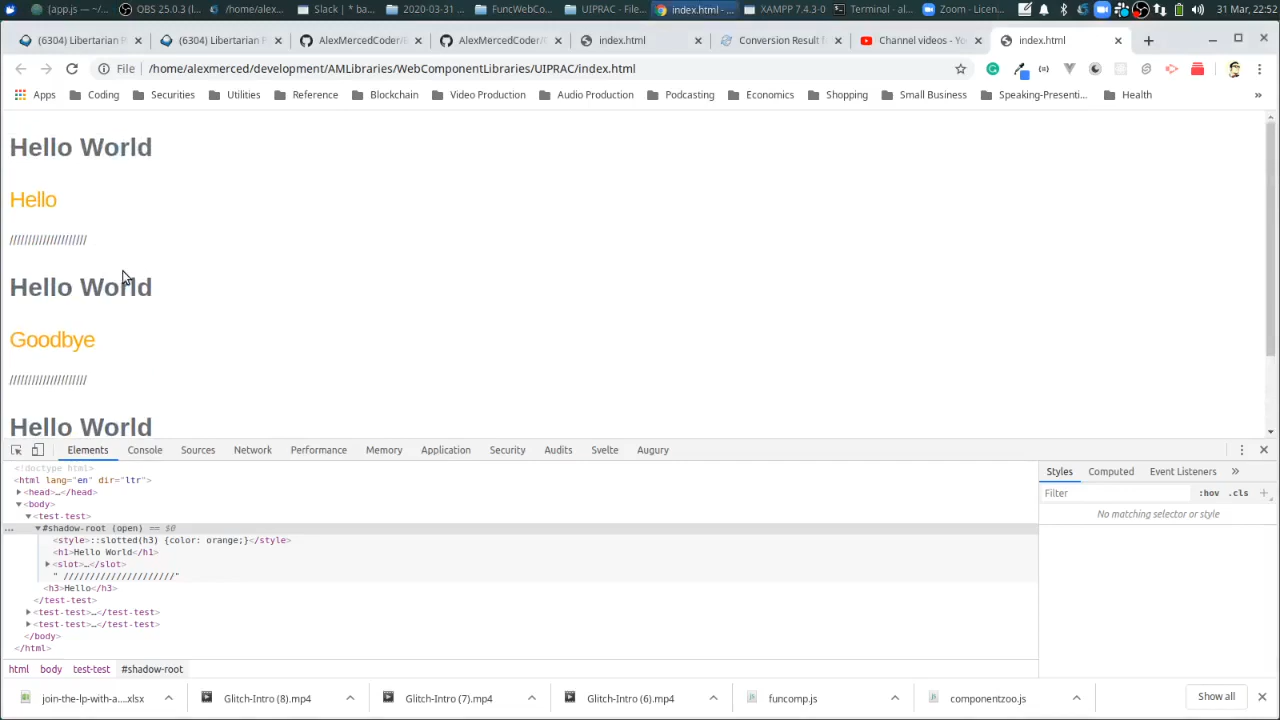 (app.js — ~/d...
OBS 25.0.3 (...
/home/alex...
Slack | * ba...
2020-03-31 ...
FuncWebCo...
UIPRAC - File...
index.html - ...
XAMPP 7.4.3-0
Terminal - al...
Zoom - Licen...
31 Mar, 22:52
(6304) Libertarian P
(6304) Libertarian P
AlexMercedCoder/
AlexMercedCoder/C
index.html
Conversion Result f
Channel videos - Yo
index.html
File
/home/alexmerced/development/AMLibraries/WebComponentLibraries/UIPRAC/index.html
Apps
Coding
Securities
Utilities
Reference
Blockchain
Video Production
Audio Production
Podcasting
Economics
Shopping
Small Business
Speaking-Presenti...
Health
»
Hello World
Hello
/////////////////////
Hello World
Goodbye
/////////////////////
Hello World
Elements
Console
Sources
Network
Performance
Memory
Application
Security
Audits
Svelte
Augury
<!doctype html>
<html lang="en" dir="ltr">
<head>…</head>
<body>
<test-test>
... #shadow-root (open) == $0
<style>::slotted(h3) {color: orange;}</style>
<h1>Hello World</h1>
<slot>…</slot>
" /////////////////////"
<h3>Hello</h3>
</test-test>
<test-test>…</test-test>
<test-test>…</test-test>
</body>
</html>
Styles
Computed
Event Listeners
»
Filter
:hov
.cls
+
No matching selector or style
html
body
test-test
#shadow-root
join-the-lp-with-a....xlsx
Glitch-Intro (8).mp4
Glitch-Intro (7).mp4
Glitch-Intro (6).mp4
funcomp.js
componentzoo.js
Show all